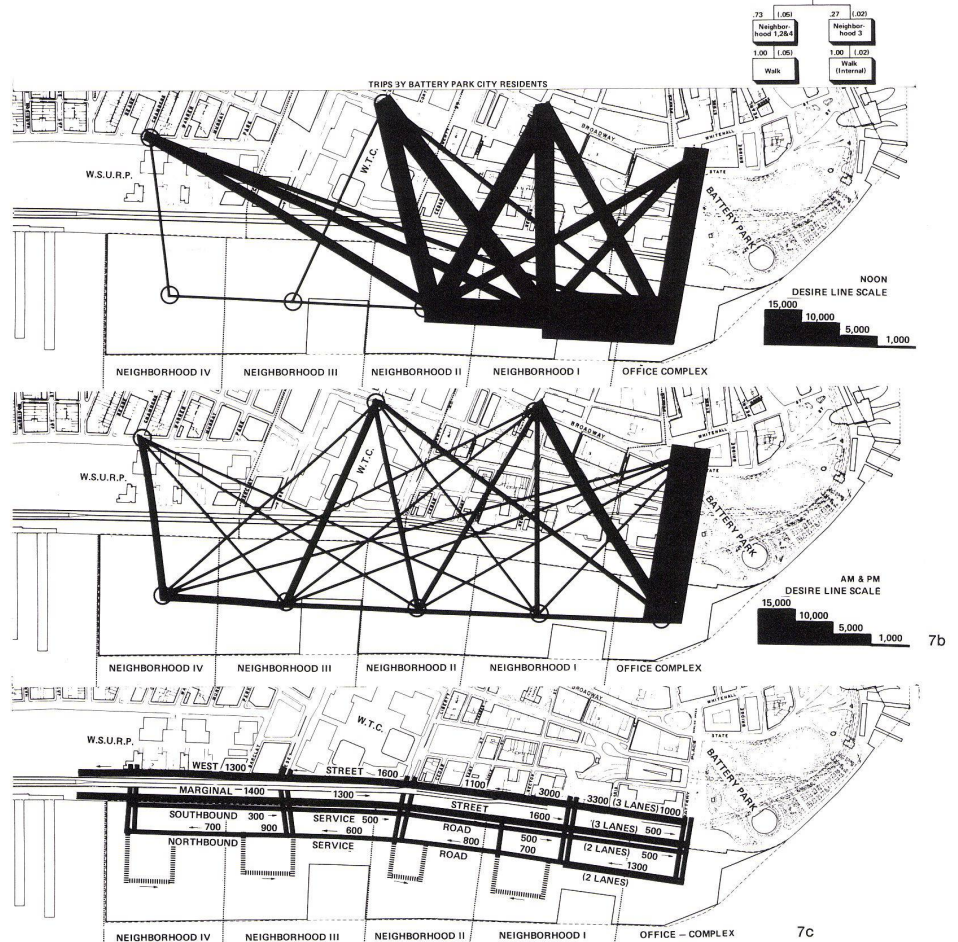 .73 (.05)
.27 (.02)
Neighbor-
hood 1,2&4
Neighbor-
hood 3
1.00 (.05)
1.00 (.02)
Walk
Walk
(Internal)
TRIPS BY BATTERY PARK CITY RESIDENTS
W.S.U.R.P.
W.T.C.
CEDAR
BROADWAY
WHITEHALL
BRIDGE
STATE
BATTERY PARK
NOON
DESIRE LINE SCALE
15,000
10,000
5,000
1,000
NEIGHBORHOOD IV
NEIGHBORHOOD III
NEIGHBORHOOD II
NEIGHBORHOOD I
OFFICE COMPLEX
W.S.U.R.P.
W.T.C.
BROADWAY
WHITEHALL
BRIDGE
STATE
BATTERY PARK
AM & PM
DESIRE LINE SCALE
15,000
10,000
5,000
1,000
7b
NEIGHBORHOOD IV
NEIGHBORHOOD III
NEIGHBORHOOD II
NEIGHBORHOOD I
OFFICE COMPLEX
W.S.U.R.P.
W.T.C.
BROADWAY
WHITEHALL
BRIDGE
STATE
BATTERY PARK
WEST 1300
STREET 1600
1100
3000
3300 (3 LANES) 1000
MARGINAL 1400
1300
STREET
1600
(3 LANES) 500
SOUTHBOUND 300
SERVICE 500
ROAD
500
(2 LANES) 500
700
900
600
800
700
1300
NORTHBOUND
SERVICE
ROAD
(2 LANES)
NEIGHBORHOOD IV
NEIGHBORHOOD III
NEIGHBORHOOD II
NEIGHBORHOOD I
OFFICE – COMPLEX
7c